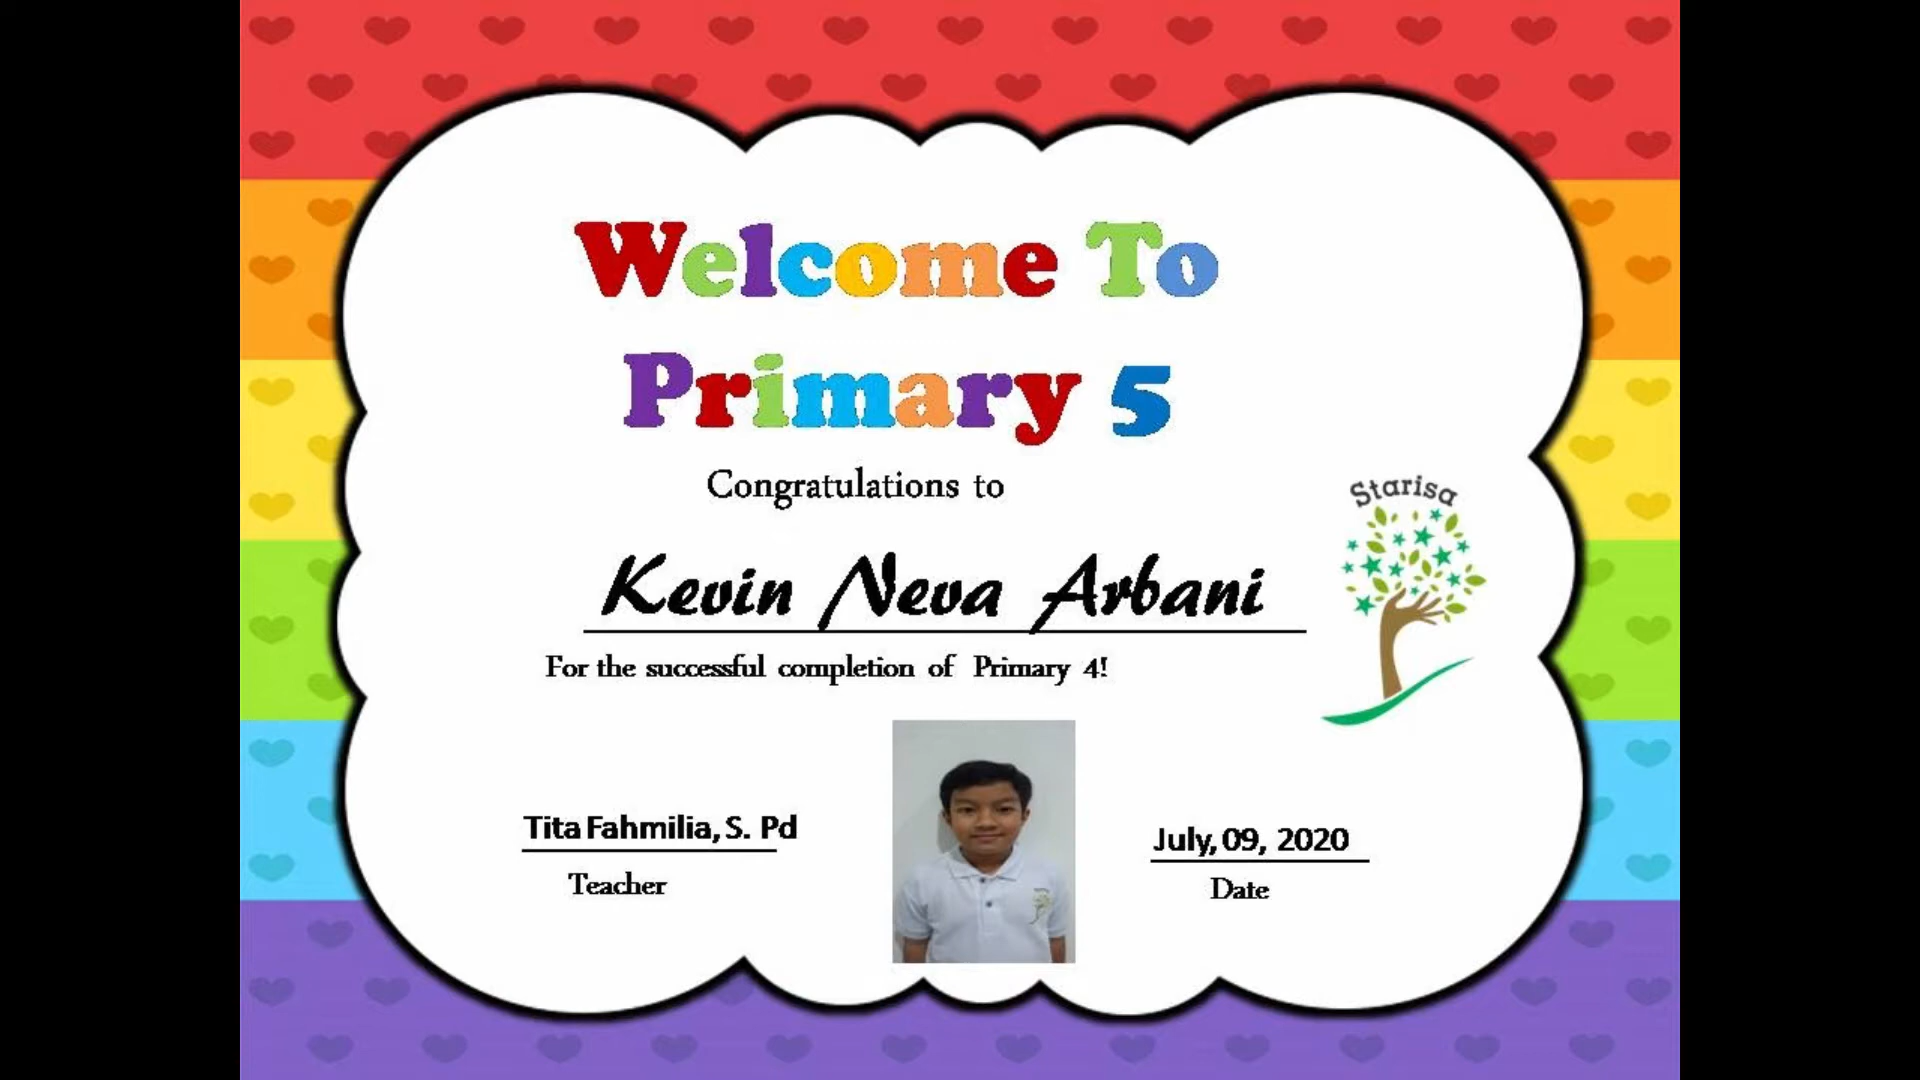 Welcome To
Primary 5
Congratulations to
Starisa
Kevin Neva Arbani
For the successful completion of Primary 4!
Tita Fahmilia, S. Pd
Teacher
July, 09, 2020
Date